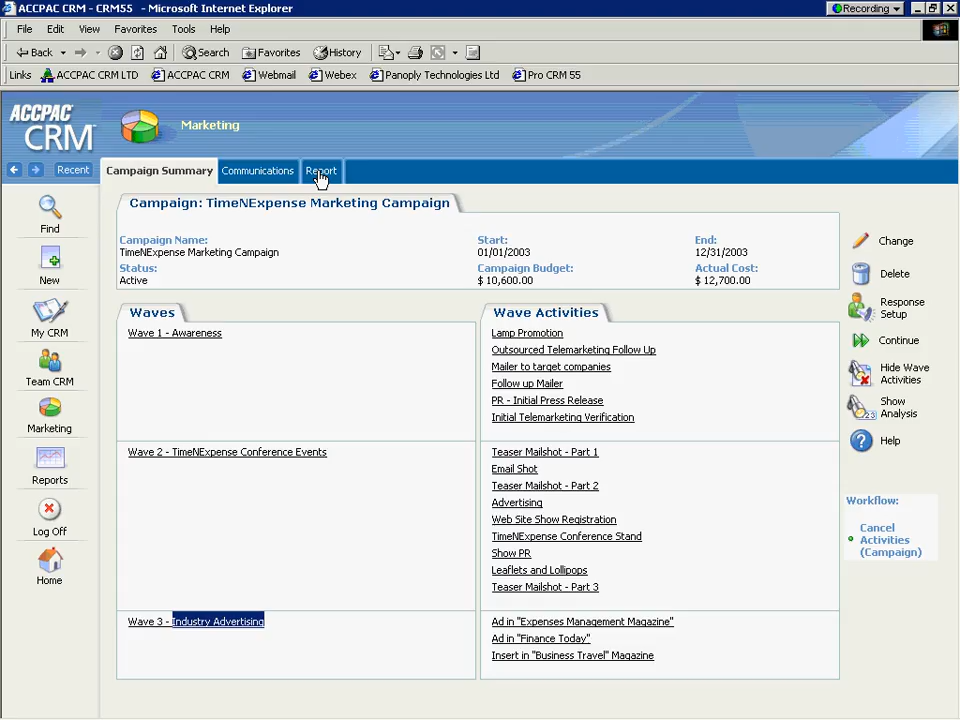 ACCPAC CRM - CRM55 - Microsoft Internet Explorer
Recording
File Edit View Favorites Tools Help
Back Search Favorites History
Links ACCPAC CRM LTD ACCPAC CRM Webmail Webex Panoply Technologies Ltd Pro CRM 55
ACCPAC
CRM
Marketing
Recent Campaign Summary Communications Report
Find
New
My CRM
Team CRM
Marketing
Reports
Log Off
Home
Campaign: TimeNExpense Marketing Campaign
Campaign Name: Start: End:
TimeNExpense Marketing Campaign 01/01/2003 12/31/2003
Status: Campaign Budget: Actual Cost:
Active $ 10,600.00 $ 12,700.00
Waves Wave Activities
Wave 1 - Awareness
Lamp Promotion
Outsourced Telemarketing Follow Up
Mailer to target companies
Follow up Mailer
PR - Initial Press Release
Initial Telemarketing Verification
Wave 2 - TimeNExpense Conference Events
Teaser Mailshot - Part 1
Email Shot
Teaser Mailshot - Part 2
Advertising
Web Site Show Registration
TimeNExpense Conference Stand
Show PR
Leaflets and Lollipops
Teaser Mailshot - Part 3
Wave 3 - Industry Advertising
Ad in "Expenses Management Magazine"
Ad in "Finance Today"
Insert in "Business Travel" Magazine
Change
Delete
Response
Setup
Continue
Hide Wave
Activities
Show
Analysis
23
Help
Workflow:
Cancel
Activities
(Campaign)